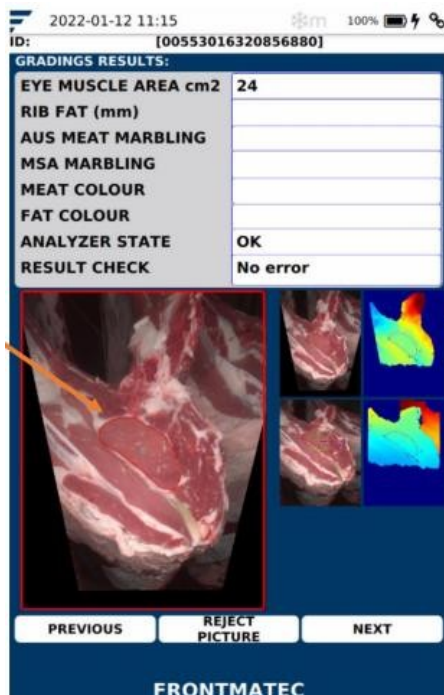 2022-01-12 11:15
m
100%
ID: [00553016320856880]
GRADINGS RESULTS:
EYE MUSCLE AREA cm2 24
RIB FAT (mm)
AUS MEAT MARBLING
MSA MARBLING
MEAT COLOUR
FAT COLOUR
ANALYZER STATE OK
RESULT CHECK No error
PREVIOUS
REJECT
PICTURE
NEXT
FRONTMATEC